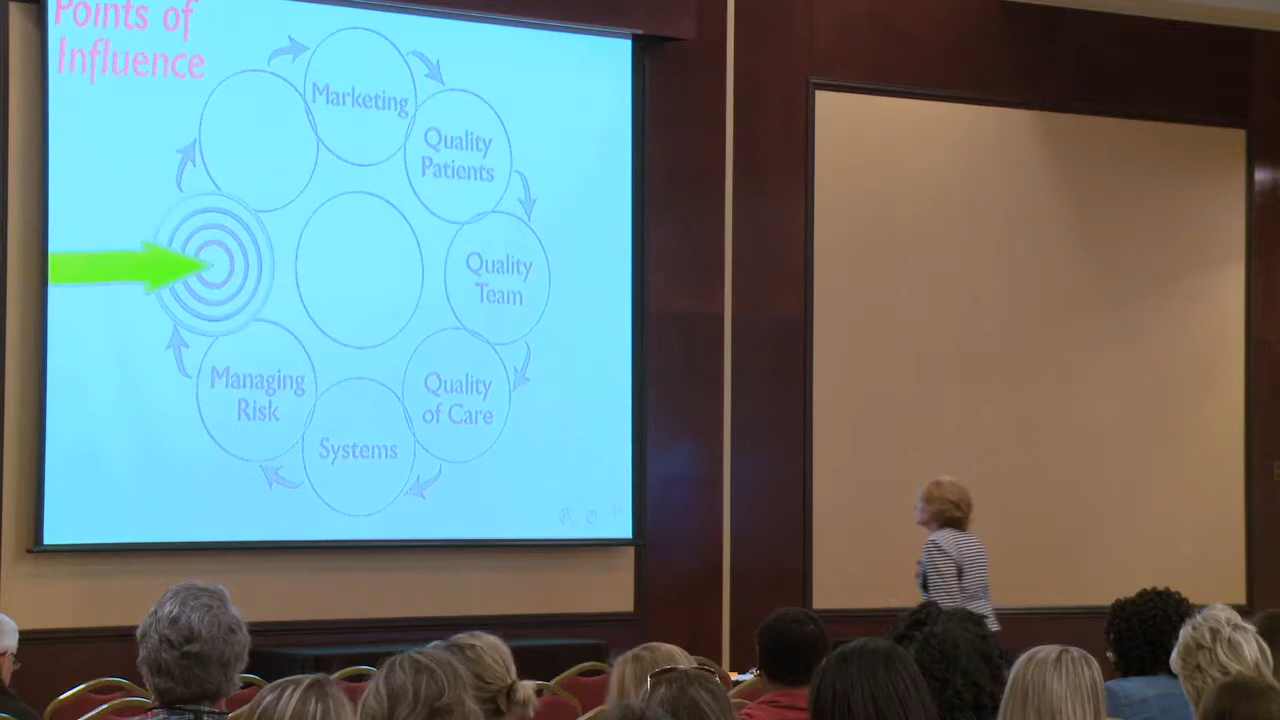 Points of
Influence
Marketing
Quality
Patients
Quality
Team
Quality
of Care
Systems
Managing
Risk